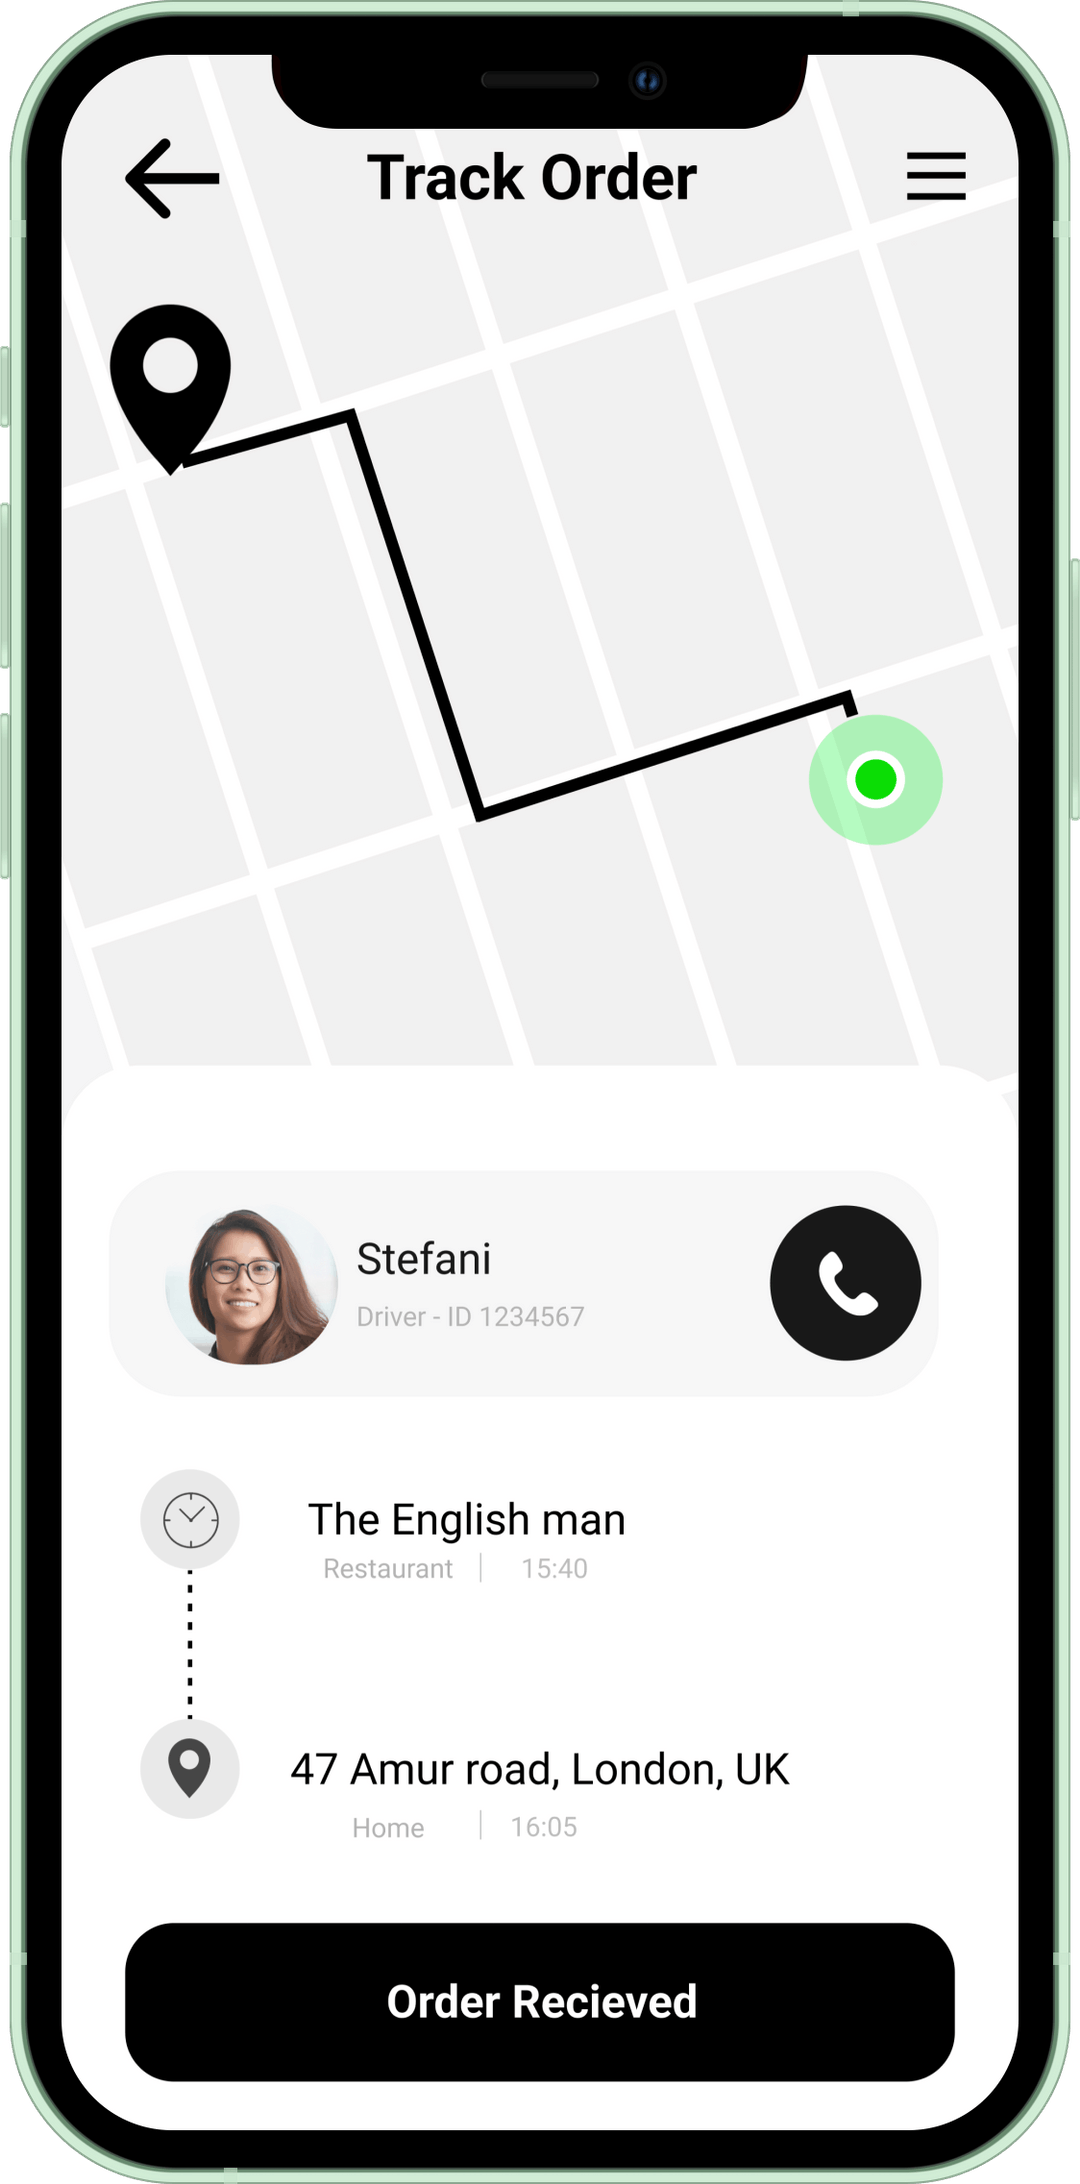 Track Order
Stefani
Driver - ID 1234567
The English man
Restaurant | 15:40
47 Amur road, London, UK
Home | 16:05
Order Recieved